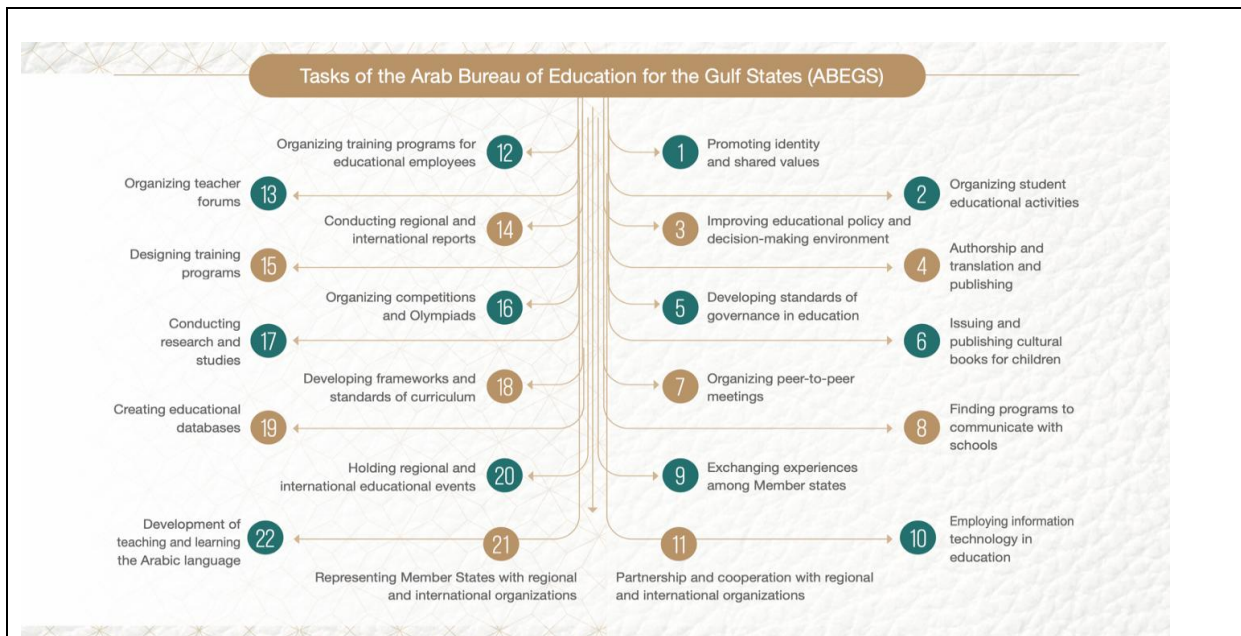 Tasks of the Arab Bureau of Education for the Gulf States (ABEGS)
1
Promoting identity
and shared values
2
Organizing student
educational activities
3
Improving educational policy and
decision-making environment
4
Authorship and
translation and
publishing
5
Developing standards of
governance in education
6
Issuing and
publishing cultural
books for children
7
Organizing peer-to-peer
meetings
8
Finding programs to
communicate with
schools
9
Exchanging experiences
among Member states
10
Employing information
technology in
education
11
Partnership and cooperation with regional
and international organizations
12
Organizing training programs for
educational employees
13
Organizing teacher
forums
14
Conducting regional and
international reports
15
Designing training
programs
16
Organizing competitions
and Olympiads
17
Conducting
research and
studies
18
Developing frameworks and
standards of curriculum
19
Creating educational
databases
20
Holding regional and
international educational events
21
Representing Member States with regional
and international organizations
22
Development of
teaching and learning
the Arabic language